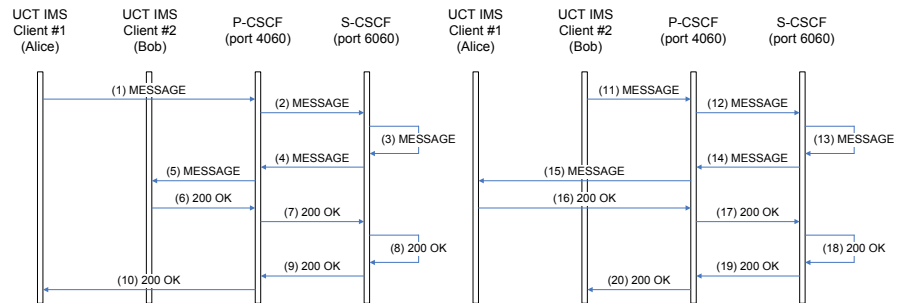 UCT IMS
Client #1
(Alice)
UCT IMS
Client #2
(Bob)
P-CSCF
(port 4060)
S-CSCF
(port 6060)
UCT IMS
Client #1
(Alice)
UCT IMS
Client #2
(Bob)
P-CSCF
(port 4060)
S-CSCF
(port 6060)
(1) MESSAGE
(2) MESSAGE
(3) MESSAGE
(4) MESSAGE
(5) MESSAGE
(6) 200 OK
(7) 200 OK
(8) 200 OK
(9) 200 OK
(10) 200 OK
(11) MESSAGE
(12) MESSAGE
(13) MESSAGE
(14) MESSAGE
(15) MESSAGE
(16) 200 OK
(17) 200 OK
(18) 200 OK
(19) 200 OK
(20) 200 OK